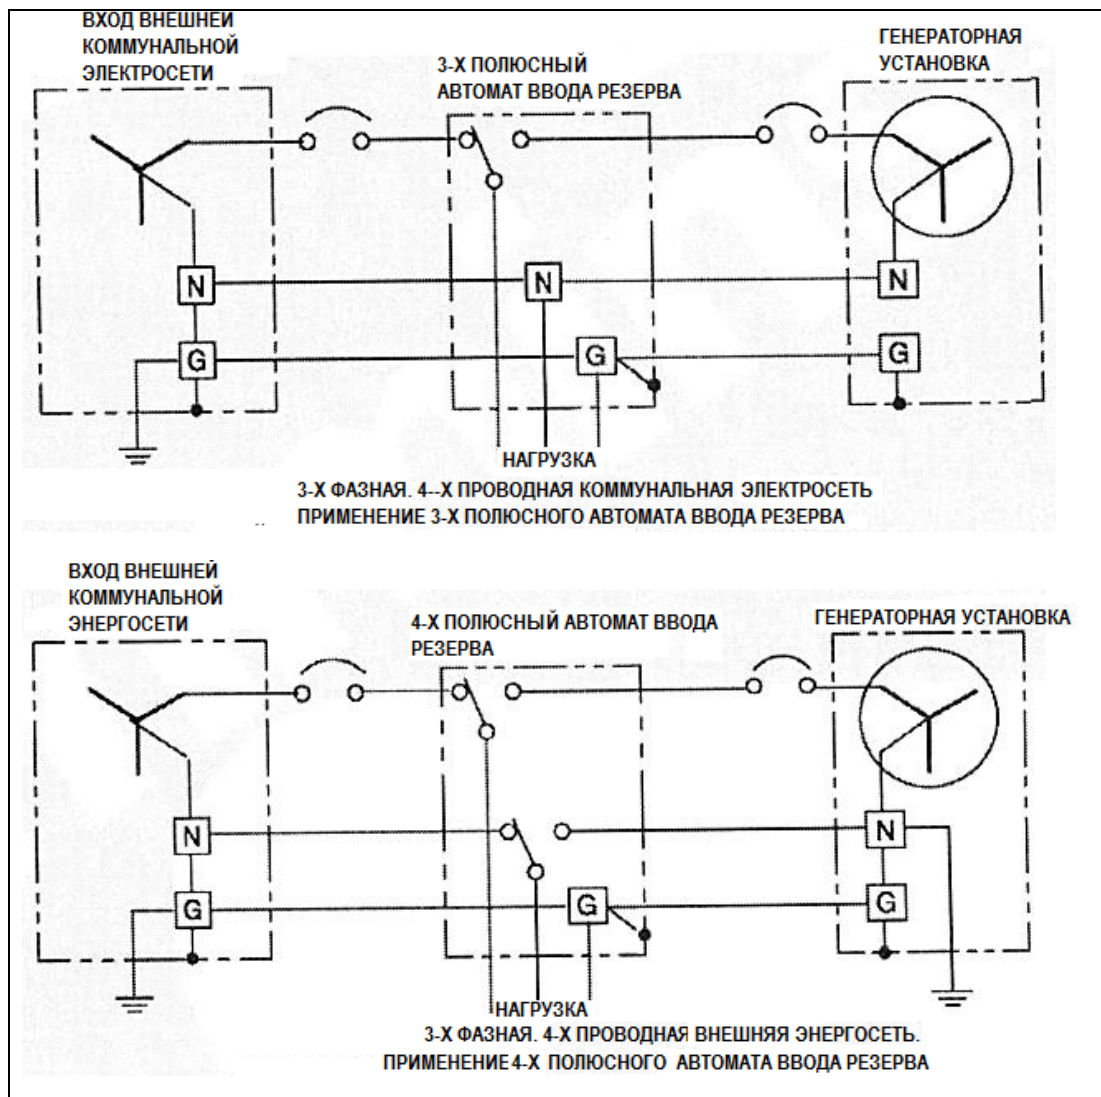 ВХОД ВНЕШНЕЙ
КОММУНАЛЬНОЙ
ЭЛЕКТРОСЕТИ
3-Х ПОЛЮСНЫЙ
АВТОМАТ ВВОДА РЕЗЕРВА
ГЕНЕРАТОРНАЯ
УСТАНОВКА
N
N
N
G
G
G
НАГРУЗКА
3-Х ФАЗНАЯ. 4--Х ПРОВОДНАЯ КОММУНАЛЬНАЯ ЭЛЕКТРОСЕТЬ
ПРИМЕНЕНИЕ 3-Х ПОЛЮСНОГО АВТОМАТА ВВОДА РЕЗЕРВА
ВХОД ВНЕШНЕЙ
КОММУНАЛЬНОЙ
ЭНЕРГОСЕТИ
4-Х ПОЛЮСНЫЙ АВТОМАТ ВВОДА
РЕЗЕРВА
ГЕНЕРАТОРНАЯ УСТАНОВКА
N
N
G
G
G
НАГРУЗКА
3-Х ФАЗНАЯ. 4-Х ПРОВОДНАЯ ВНЕШНЯЯ ЭНЕРГОСЕТЬ.
ПРИМЕНЕНИЕ 4-Х ПОЛЮСНОГО АВТОМАТА ВВОДА РЕЗЕРВА